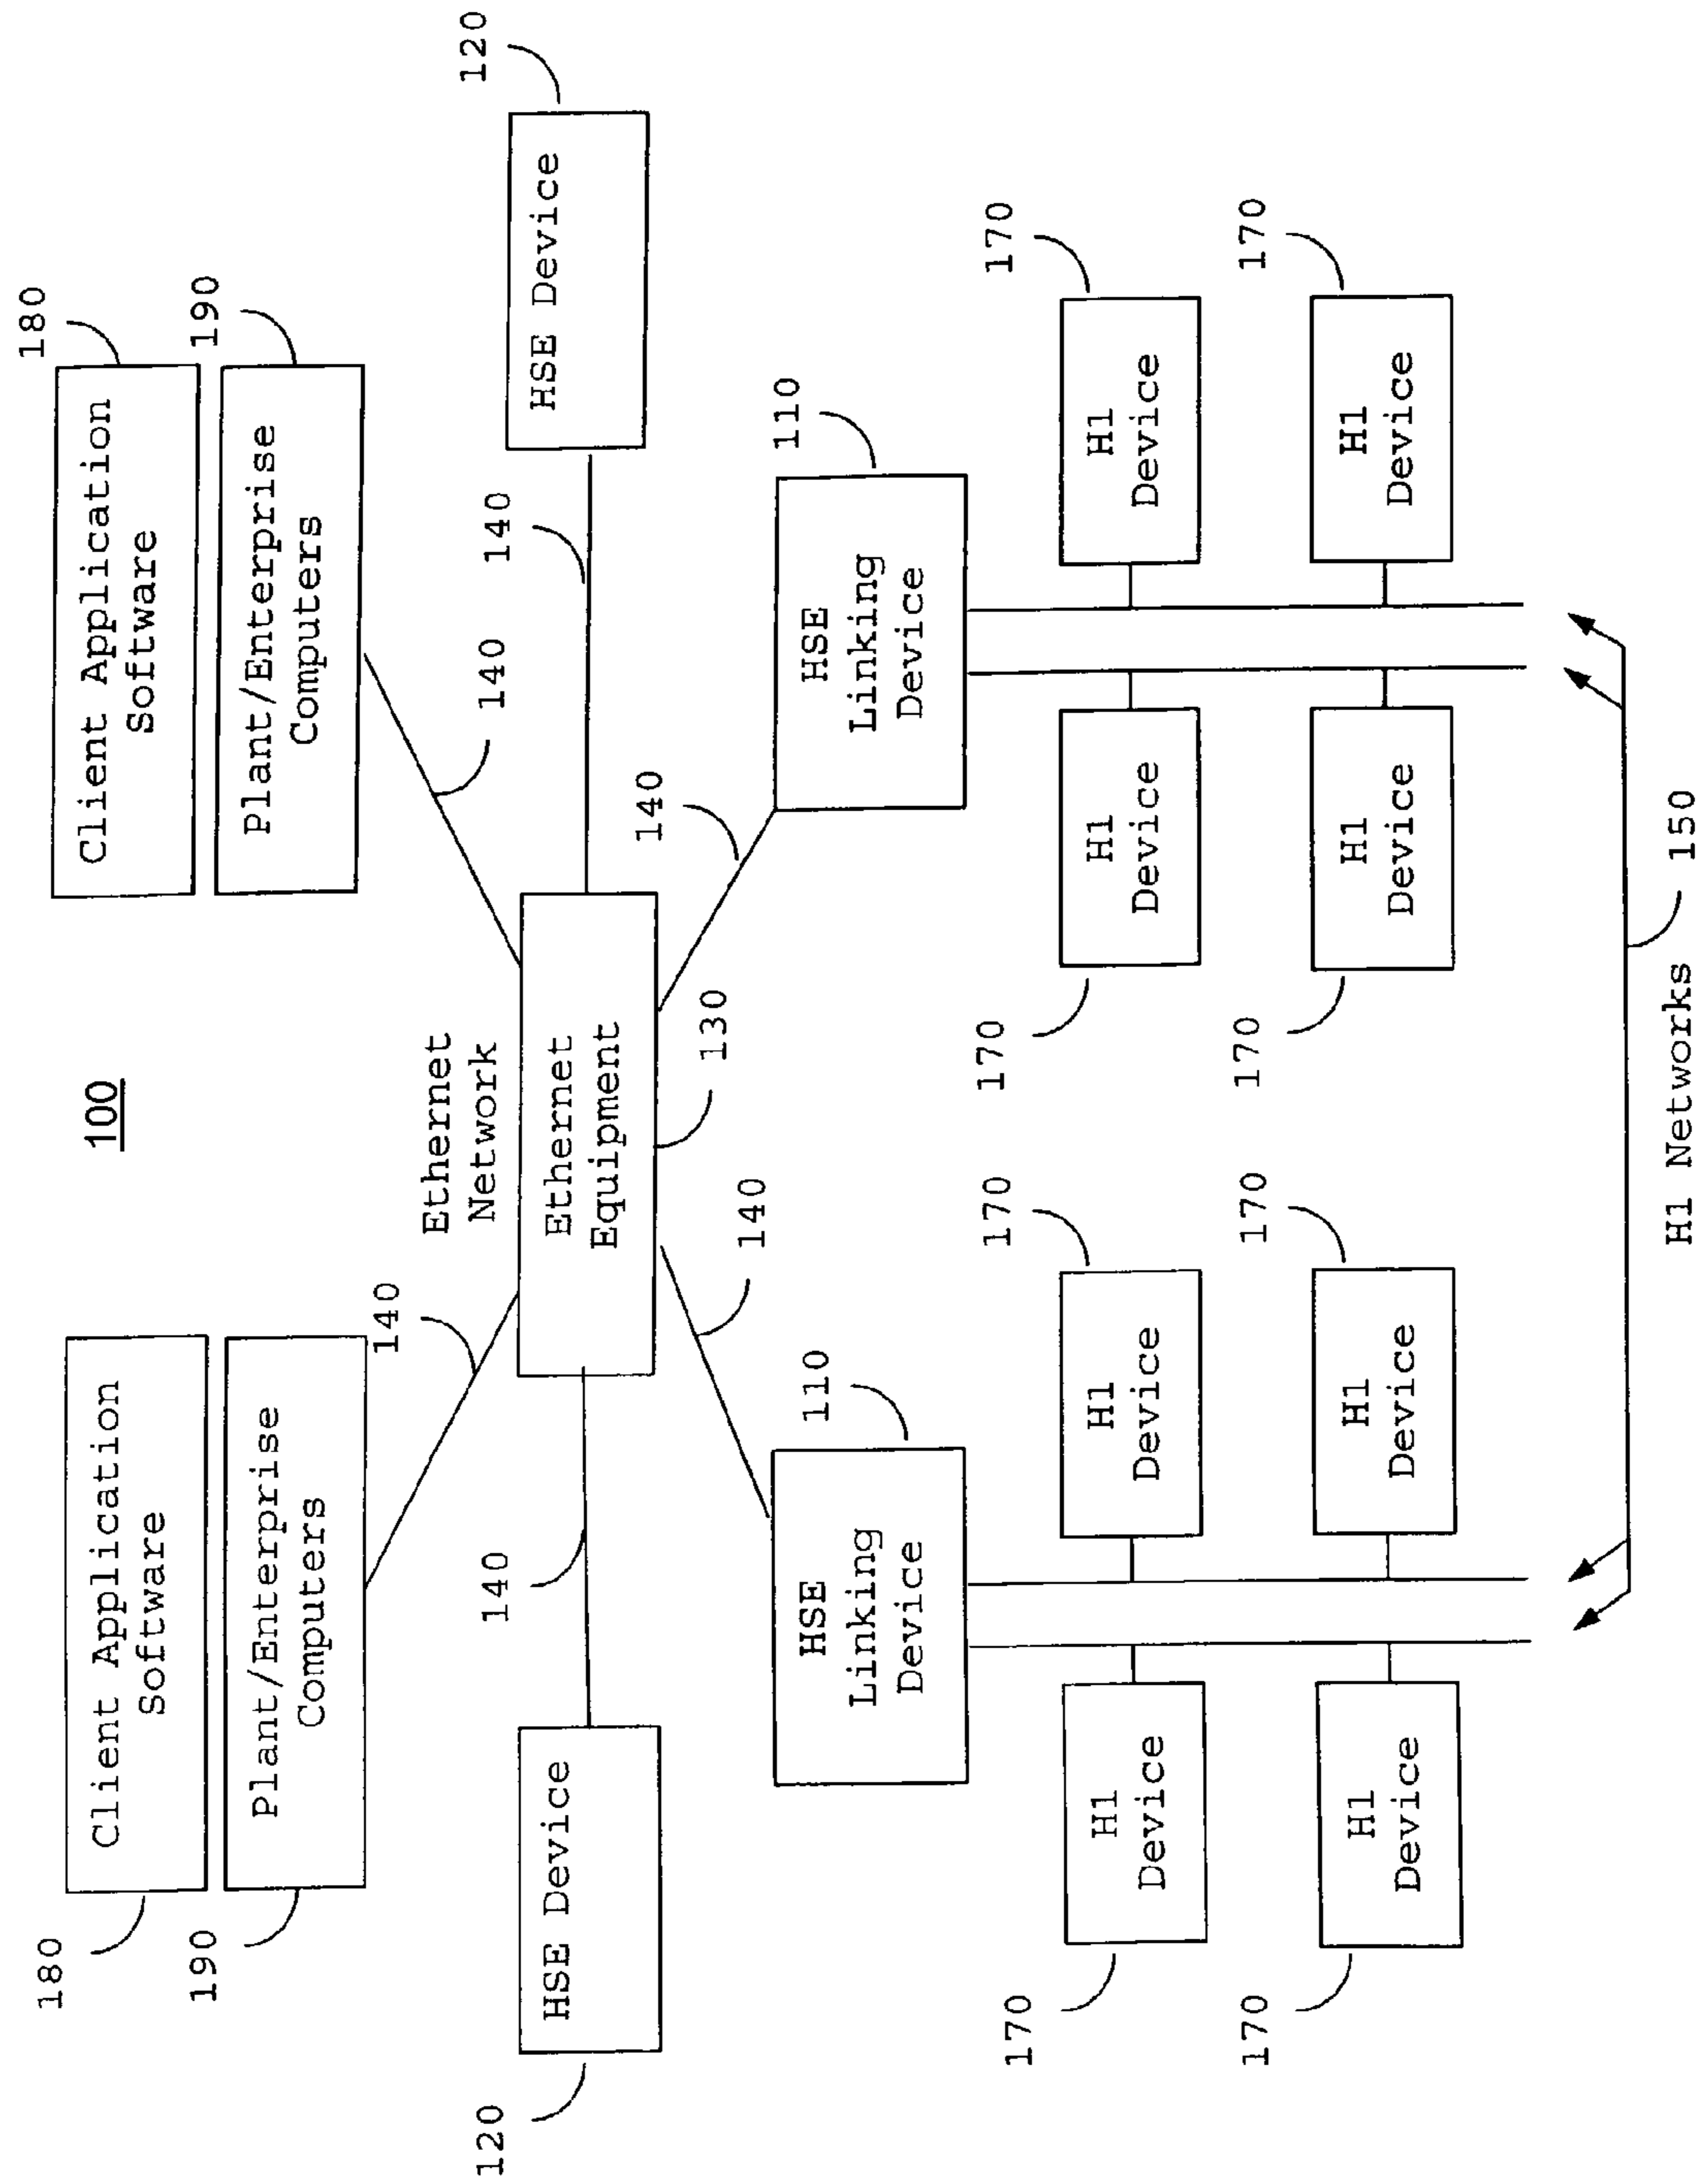 180
Client Application
Software
100
Client Application
Software
180
190
Plant/Enterprise
Computers
Plant/Enterprise
Computers
190
140
Ethernet
Network
140
120
HSE Device
140
Ethernet
Equipment
140
HSE Device
120
130
140
140
HSE
Linking
Device
110
HSE
Linking
Device
110
170
H1
Device
H1
Device
170
170
H1
Device
H1
Device
170
170
H1
Device
H1
Device
170
170
H1
Device
H1
Device
170
H1 Networks 150